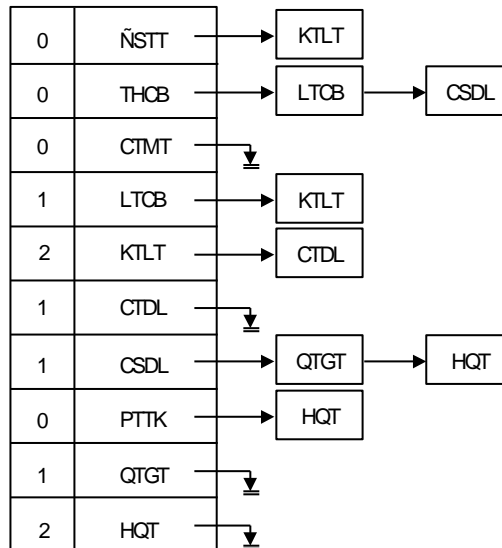 0 ÑSTT KTLT
0 THCB LTCB CSDL
0 CTMT
1 LTCB KTLT
2 KTLT CTDL
1 CTDL
1 CSDL QTGT HQT
0 PTTK HQT
1 QTGT
2 HQT